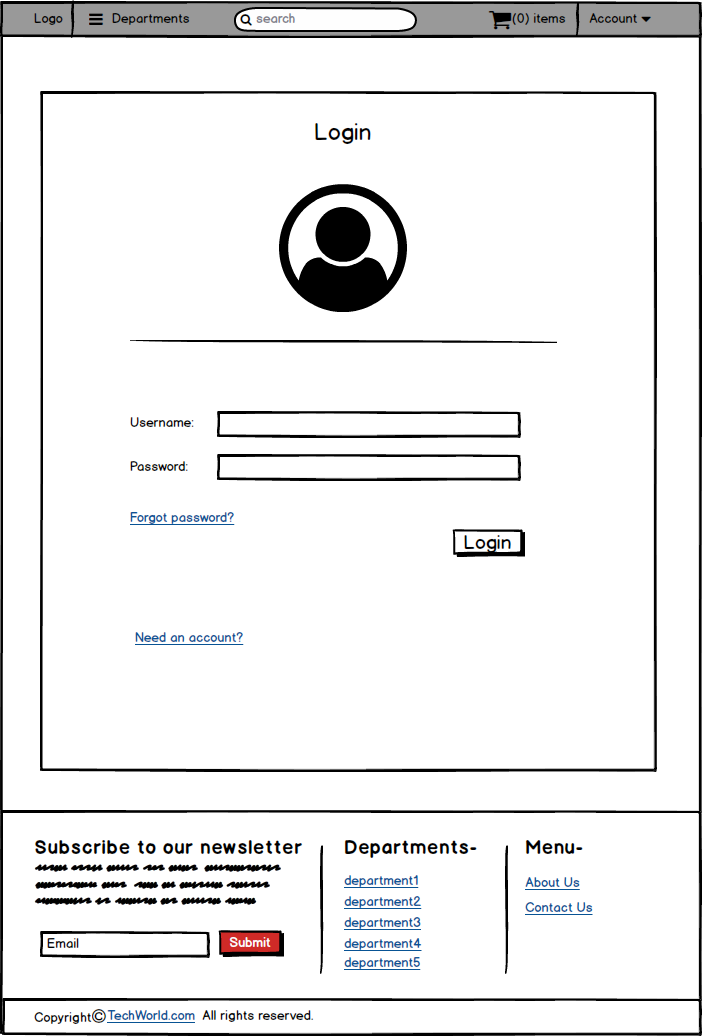 Logo Departments search (0) items Account
Login
Username:
Password:
Forgot password?
Login
Need an account?
Subscribe to our newsletter
Email
Submit
Departments-
department1
department2
department3
department4
department5
Menu-
About Us
Contact Us
Copyright©TechWorld.com All rights reserved.